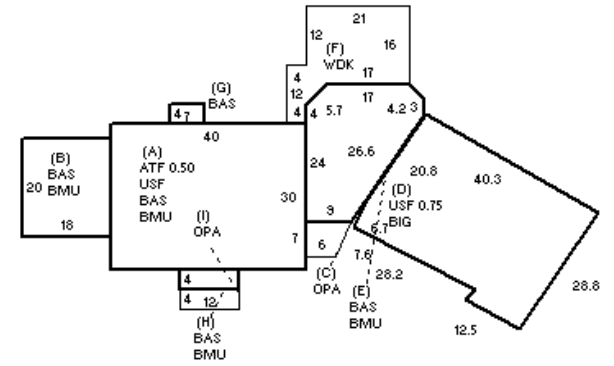 21
12
16
(F)
WDK
4
17
12
17
(G)
BAS
4 7
4
4
5.7
4.2
3
40
(B)
BAS
BMU
20
18
(A)
ATF 0.50
USF
BAS
BMU
24
26.6
20.8
40.3
(D)
USF 0.75
BIG
30
(I)
OPA
9
6.7
7
6
7.6
28.2
(C)
OPA
(E)
BAS
BMU
4
4
12
(H)
BAS
BMU
28.8
12.5